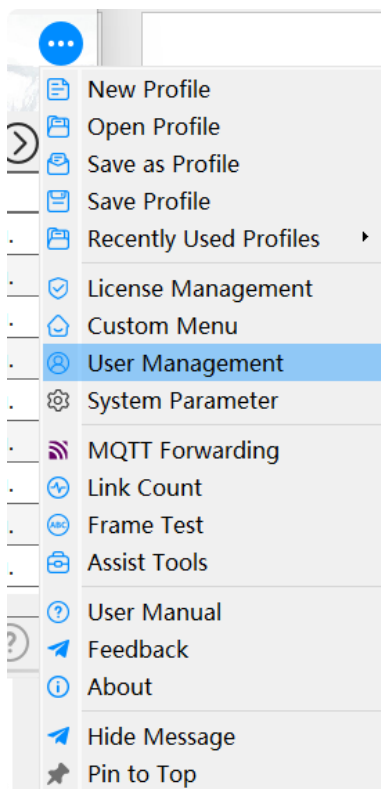 New Profile
Open Profile
Save as Profile
Save Profile
Recently Used Profiles
License Management
Custom Menu
User Management
System Parameter
MQTT Forwarding
Link Count
ABC Frame Test
Assist Tools
User Manual
Feedback
About
Hide Message
Pin to Top